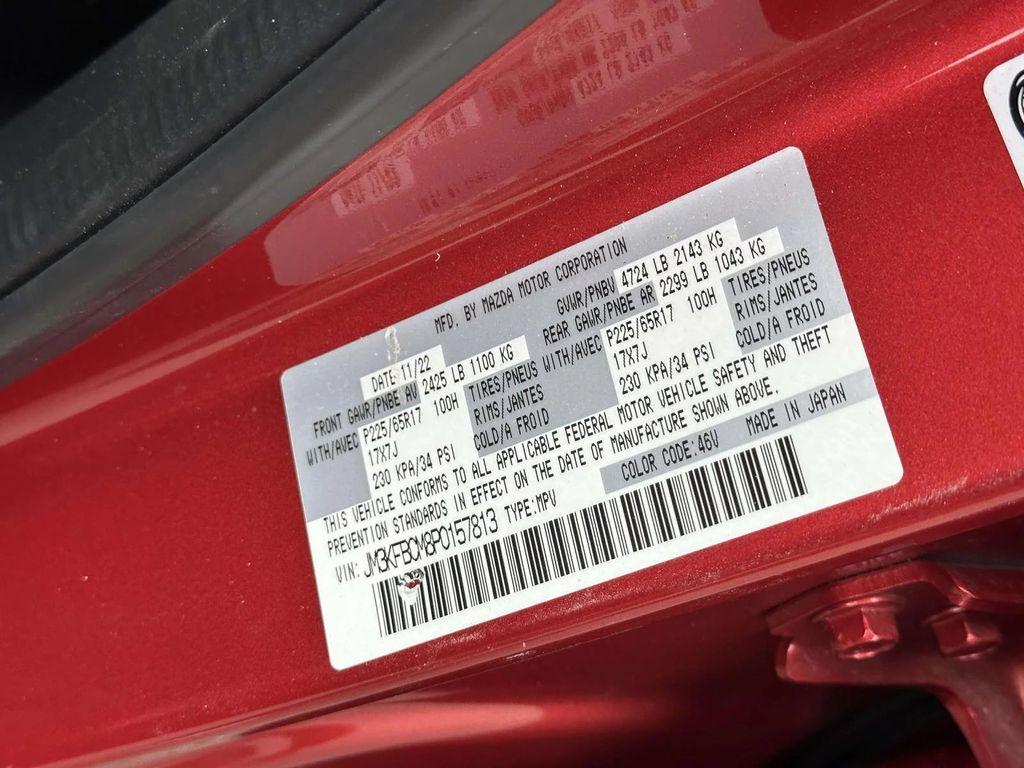 MFD. BY MAZDA MOTOR CORPORATION
DATE: 11/22 GVWR/PNBV 4724 LB 2143 KG
FRONT GAWR/PNBE AV 2425 LB 1100 KG REAR GAWR/PNBE AR 2299 LB 1043 KG
WITH/AVEC P225/65R17 100H TIRES/PNEUS WITH/AVEC P225/65R17 100H TIRES/PNEUS
17X7J RIMS/JANTES 17X7J RIMS/JANTES
230 KPA/34 PSI COLD/A FROID 230 KPA/34 PSI COLD/A FROID
THIS VEHICLE CONFORMS TO ALL APPLICABLE FEDERAL MOTOR VEHICLE SAFETY AND THEFT
PREVENTION STANDARDS IN EFFECT ON THE DATE OF MANUFACTURE SHOWN ABOVE.
VIN: JM3KFBCM8P0157813 TYPE:MPV COLOR CODE:46V MADE IN JAPAN